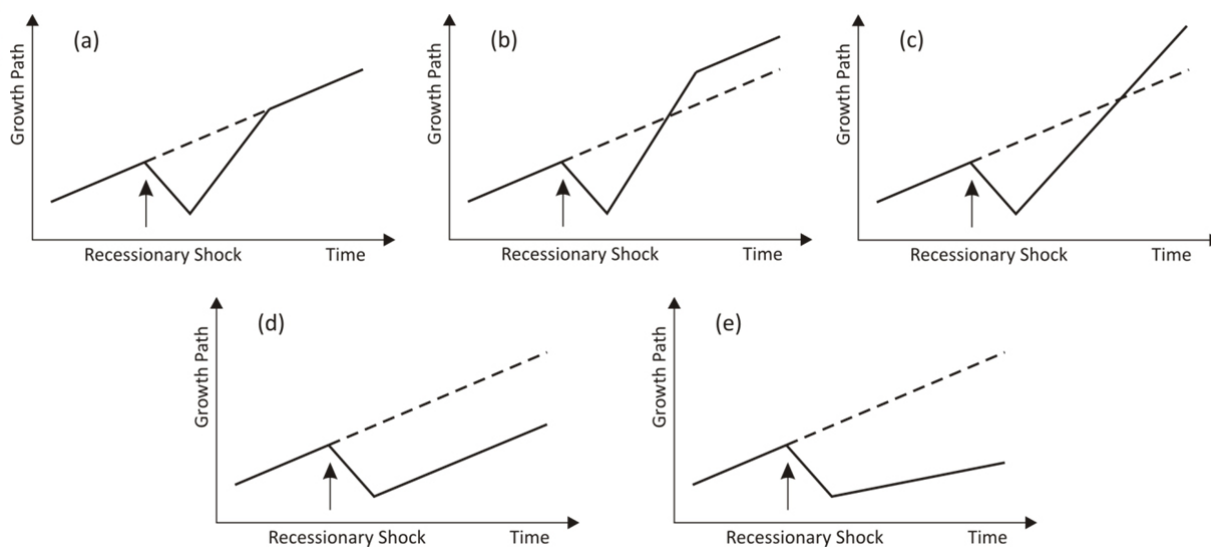 (a)
Growth Path
Recessionary Shock
Time
(b)
Growth Path
Recessionary Shock
Time
(c)
Growth Path
Recessionary Shock
Time
(d)
Growth Path
Recessionary Shock
Time
(e)
Growth Path
Recessionary Shock
Time